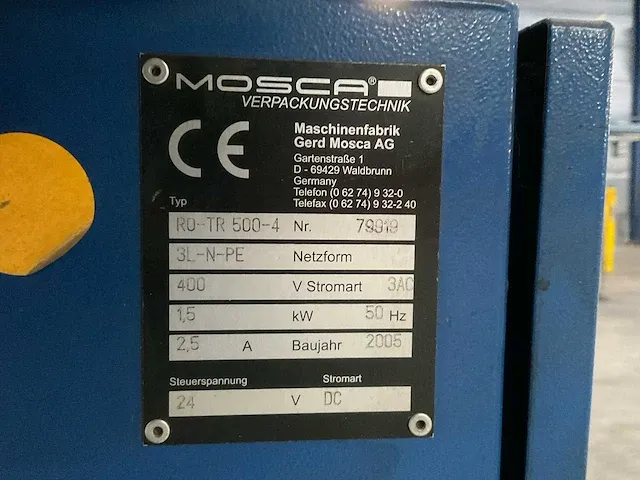 MOSCA®
VERPACKUNGSTECHNIK
CE
Maschinenfabrik
Gerd Mosca AG
Gartenstraße 1
D - 69429 Waldbrunn
Germany
Telefon (0 62 74) 9 32-0
Telefax (0 62 74) 9 32-2 40
Typ
RO-TR 500-4 Nr. 79919
3L-N-PE Netzform
400 V Stromart 3AC
1,5 kW 50 Hz
2,5 A Baujahr 2005
Steuerspannung Stromart
24 V DC